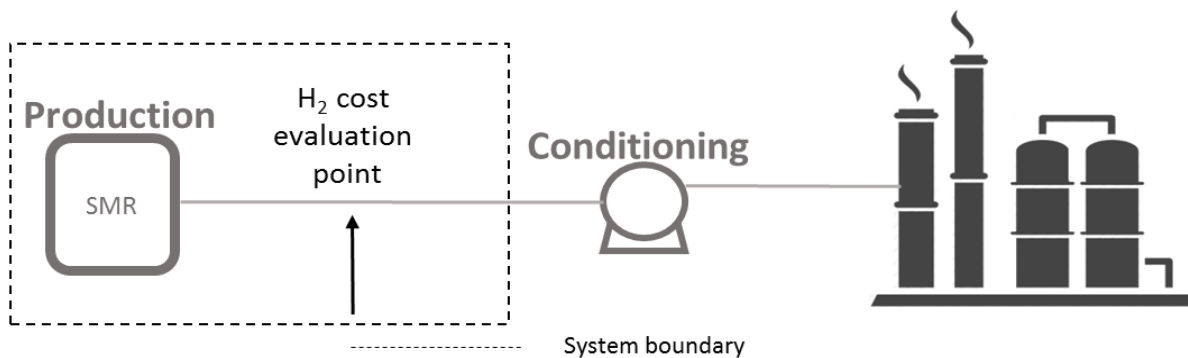 Production
SMR
H₂ cost
evaluation
point
Conditioning
System boundary